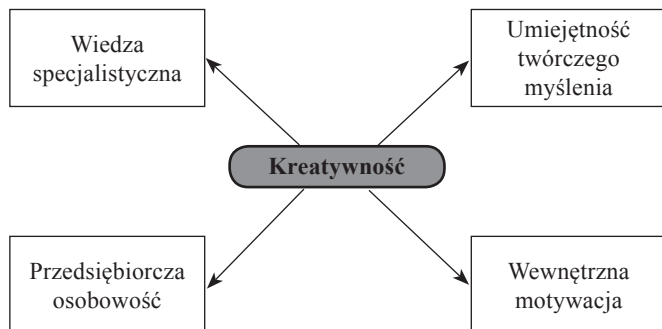 Wiedza
specjalistyczna
Umiejętność
twórczego
myślenia
Kreatywność
Przedsiębiorcza
osobowość
Wewnętrzna
motywacja